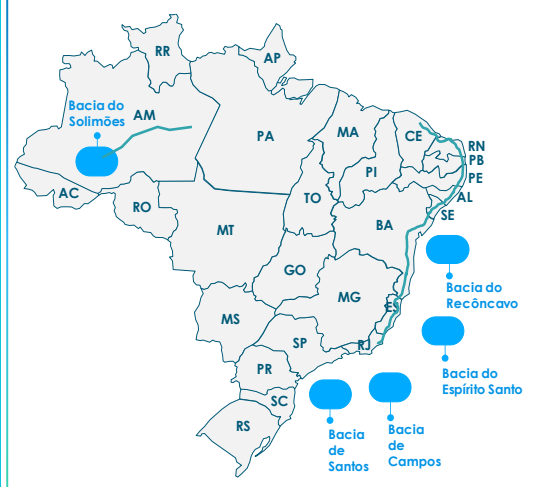 RR
AP
Bacia do
Solimões
AM
PA
MA
CE
RN
PB
PE
AL
SE
PI
TO
AC
RO
MT
BA
GO
MG
ES
MS
SP
RJ
PR
SC
RS
Bacia do
Recôncavo
Bacia do
Espírito Santo
Bacia
de
Santos
Bacia
de
Campos